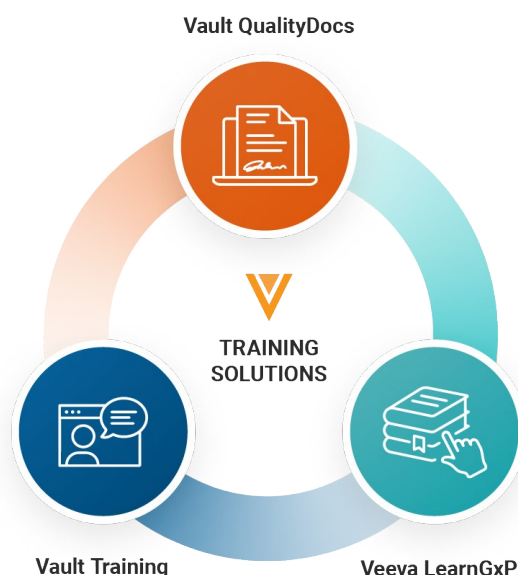 Vault QualityDocs
TRAINING
SOLUTIONS
Vault Training
Veeva LearnGxP